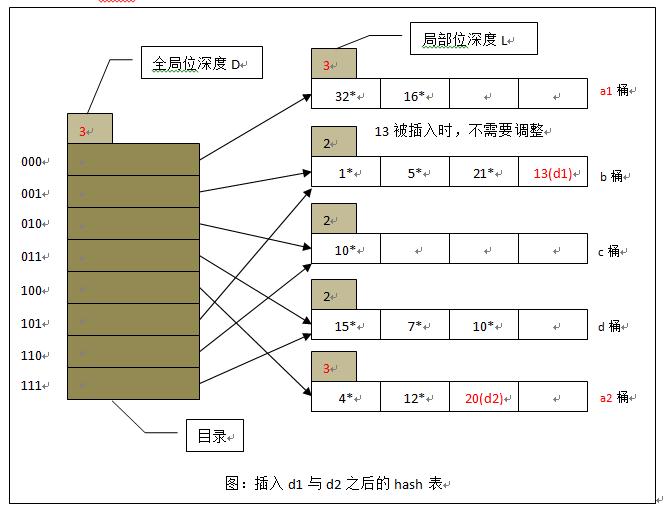 全局位深度 D
局部位深度 L
3
3
32* 16*
a1 桶
13 被插入时，不需要调整
000
2
001
1* 5* 21* 13(d1)
b 桶
010
2
10*
c 桶
011
2
100
15* 7* 10*
d 桶
101
110
3
111
4* 12* 20(d2)
a2 桶
目录
图：插入 d1 与 d2 之后的 hash 表